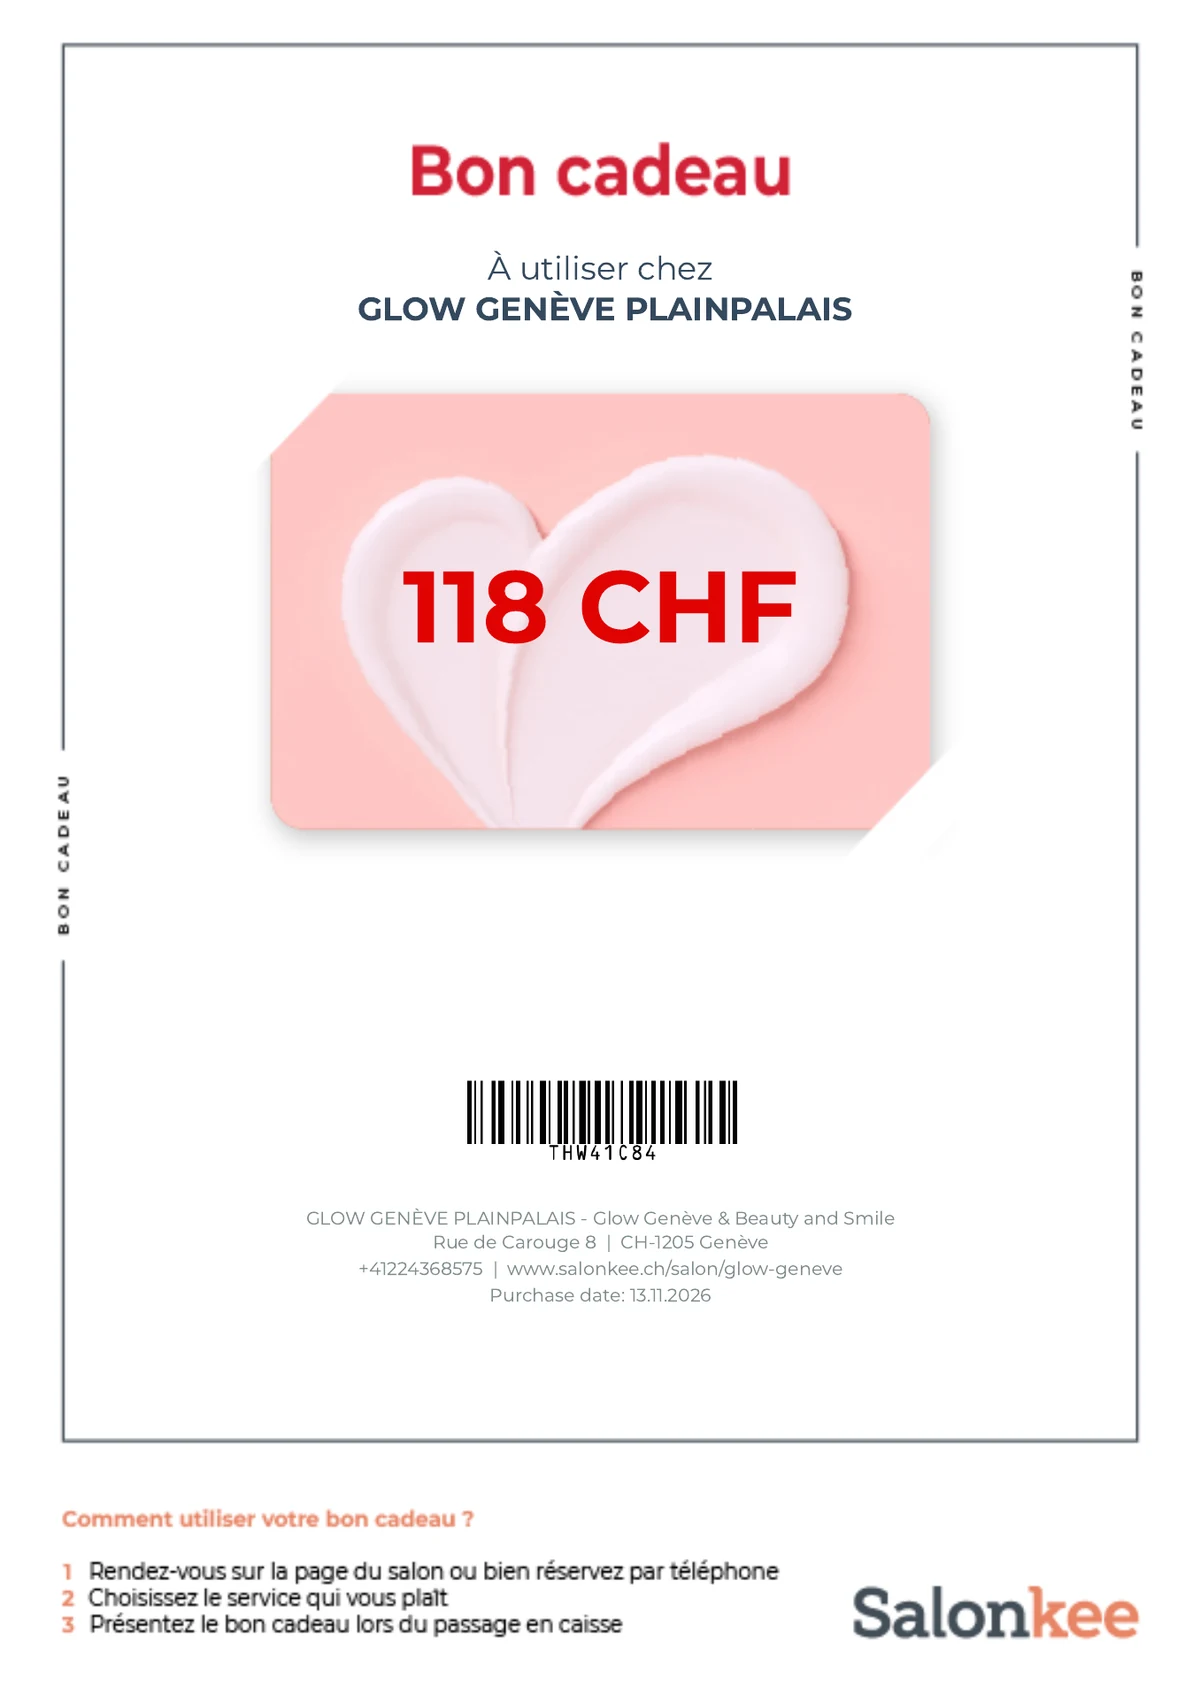 Bon cadeau
À utiliser chez
GLOW GENÈVE PLAINPALAIS
BON CADEAU
118 CHF
BON CADEAU
THW41C84
GLOW GENÈVE PLAINPALAIS - Glow Genève & Beauty and Smile
Rue de Carouge 8 | CH-1205 Genève
+41224368575 | www.salonkee.ch/salon/glow-geneve
Purchase date: 13.11.2026
Comment utiliser votre bon cadeau ?
1 Rendez-vous sur la page du salon ou bien réservez par téléphone
2 Choisissez le service qui vous plaît
3 Présentez le bon cadeau lors du passage en caisse
Salonkee